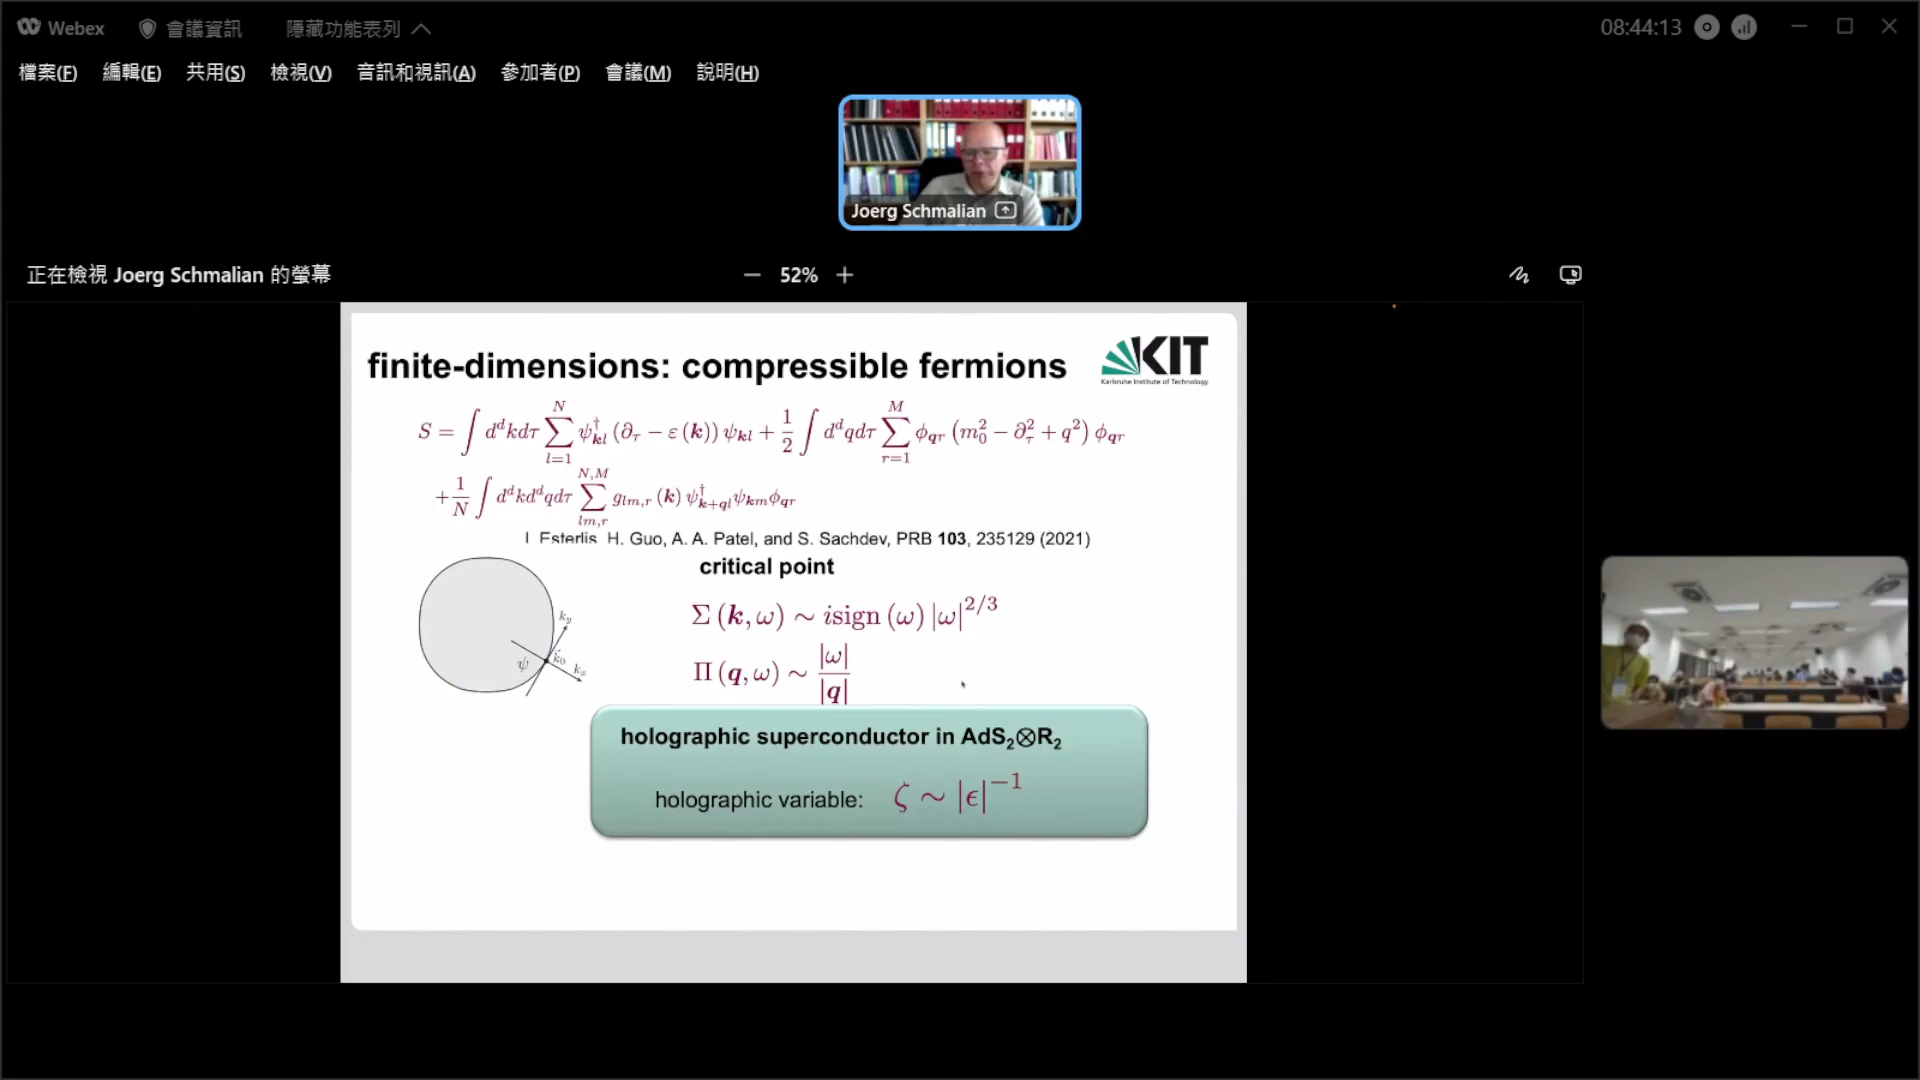 Webex 會議資訊 隱藏功能表列 08:44:13
檔案(F) 編輯(E) 共用(S) 檢視(V) 音訊和視訊(A) 參加者(P) 會議(M) 說明(H)
Joerg Schmalian
正在檢視 Joerg Schmalian 的螢幕 — 52% +
finite-dimensions: compressible fermions
KIT
Karlsruhe Institute of Technology
S = ∫ d^d k dτ ∑_{l=1}^{N} ψ†_{kl} (∂_τ − ε(k)) ψ_{kl} + 1/2 ∫ d^d q dτ ∑_{r=1}^{M} φ_{qr} (m_0^2 − ∂_τ^2 + q^2) φ_{qr}
+ 1/N ∫ d^d k d^d q dτ ∑_{lm,r}^{N,M} g_{lm,r} (k) ψ†_{k+ql} ψ_{km} φ_{qr}
I. Esterlis, H. Guo, A. A. Patel, and S. Sachdev, PRB 103, 235129 (2021)
critical point
Σ (k, ω) ∼ isign (ω) |ω|^{2/3}
k_y
ψ k_0 k_x
Π (q, ω) ∼ |ω| / |q|
holographic superconductor in AdS₂⊗R₂
holographic variable: ζ ∼ |ϵ|^{−1}